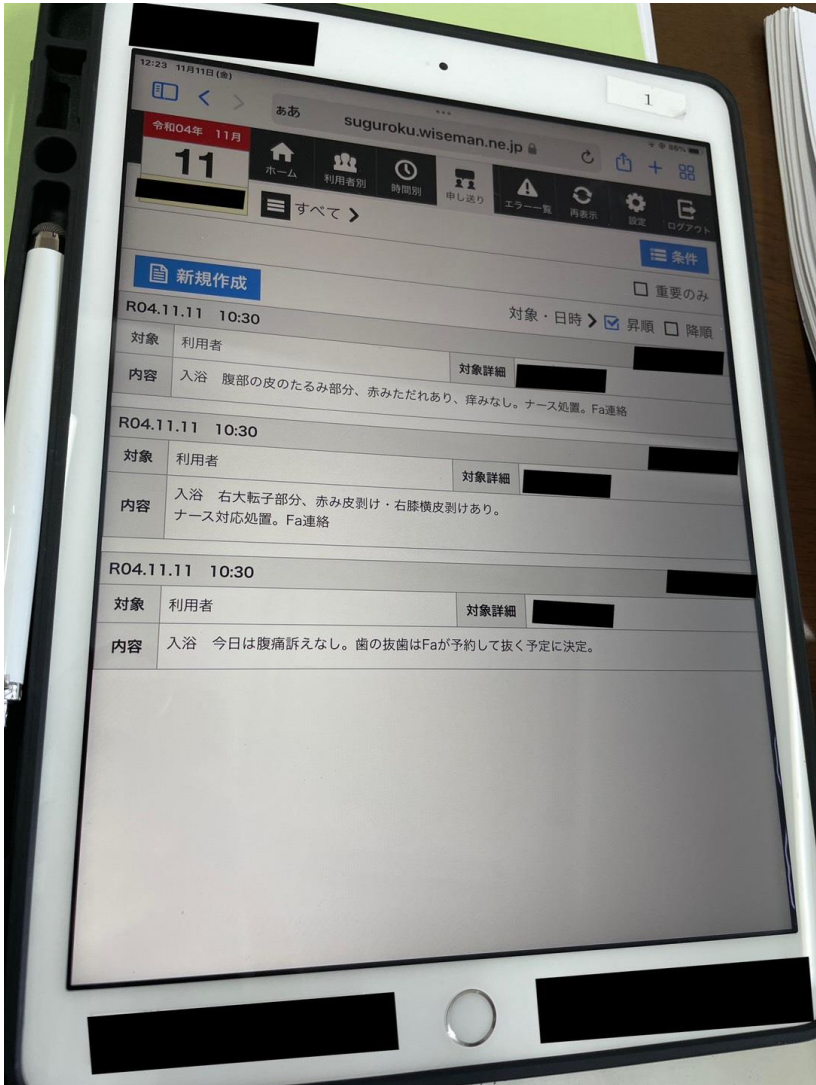 1
12:23 11月11日(金)
86%
ああ suguroku.wiseman.ne.jp
令和04年 11月
11
ホーム 利用者別 時間別 申し送り エラー一覧 再表示 設定 ログアウト
すべて
条件
新規作成
重要のみ
対象・日時 昇順 降順
R04.11.11 10:30
対象 利用者 対象詳細
内容 入浴 腹部の皮のたるみ部分、赤みただれあり、痒みなし。ナース処置。Fa連絡
R04.11.11 10:30
対象 利用者 対象詳細
内容 入浴 右大転子部分、赤み皮剥け・右膝横皮剥けあり。
ナース対応処置。Fa連絡
R04.11.11 10:30
対象 利用者 対象詳細
内容 入浴 今日は腹痛訴えなし。歯の抜歯はFaが予約して抜く予定に決定。